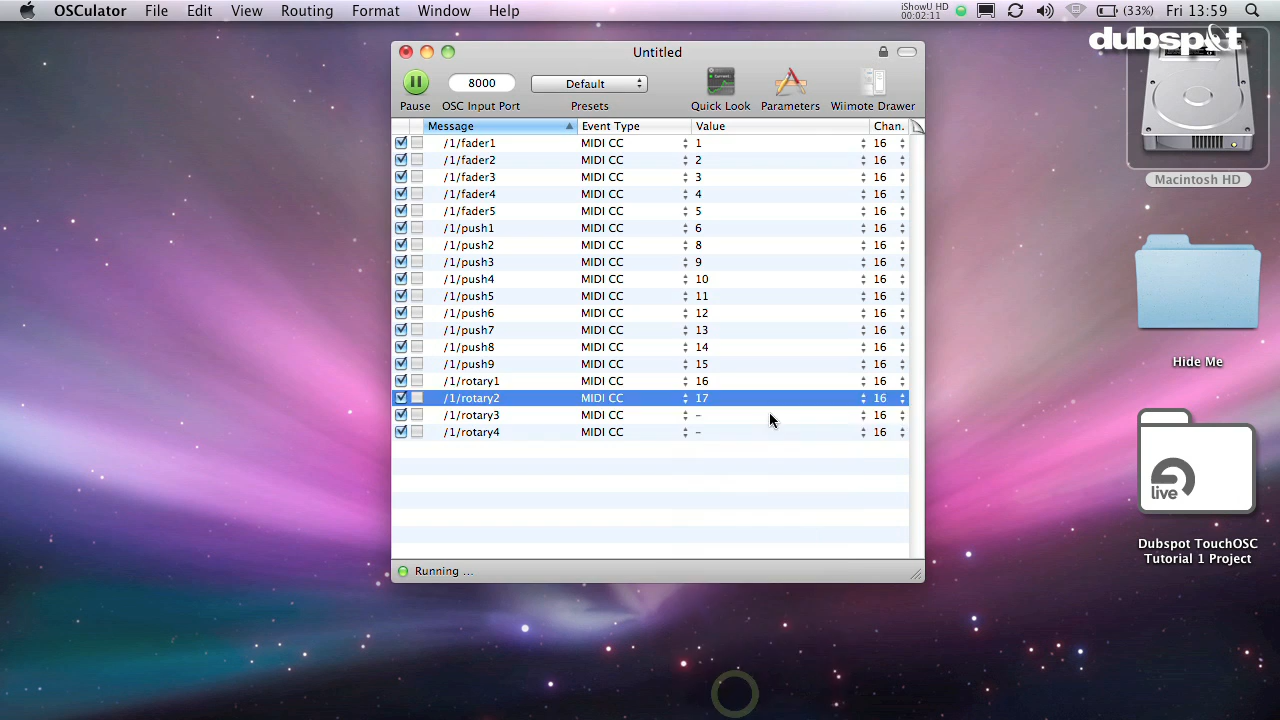 OSCulator File Edit View Routing Format Window Help iShowU HD 00:02:11 (33%) Fri 13:59
dubspot
Untitled
8000 Default
Pause OSC Input Port Presets Quick Look Parameters Wiimote Drawer
Message Event Type Value Chan.
/1/fader1 MIDI CC 1 16
/1/fader2 MIDI CC 2 16
/1/fader3 MIDI CC 3 16
/1/fader4 MIDI CC 4 16
/1/fader5 MIDI CC 5 16
/1/push1 MIDI CC 6 16
/1/push2 MIDI CC 8 16
/1/push3 MIDI CC 9 16
/1/push4 MIDI CC 10 16
/1/push5 MIDI CC 11 16
/1/push6 MIDI CC 12 16
/1/push7 MIDI CC 13 16
/1/push8 MIDI CC 14 16
/1/push9 MIDI CC 15 16
/1/rotary1 MIDI CC 16 16
/1/rotary2 MIDI CC 17 16
/1/rotary3 MIDI CC – 16
/1/rotary4 MIDI CC – 16
Running ...
Macintosh HD
Hide Me
live
Dubspot TouchOSC
Tutorial 1 Project